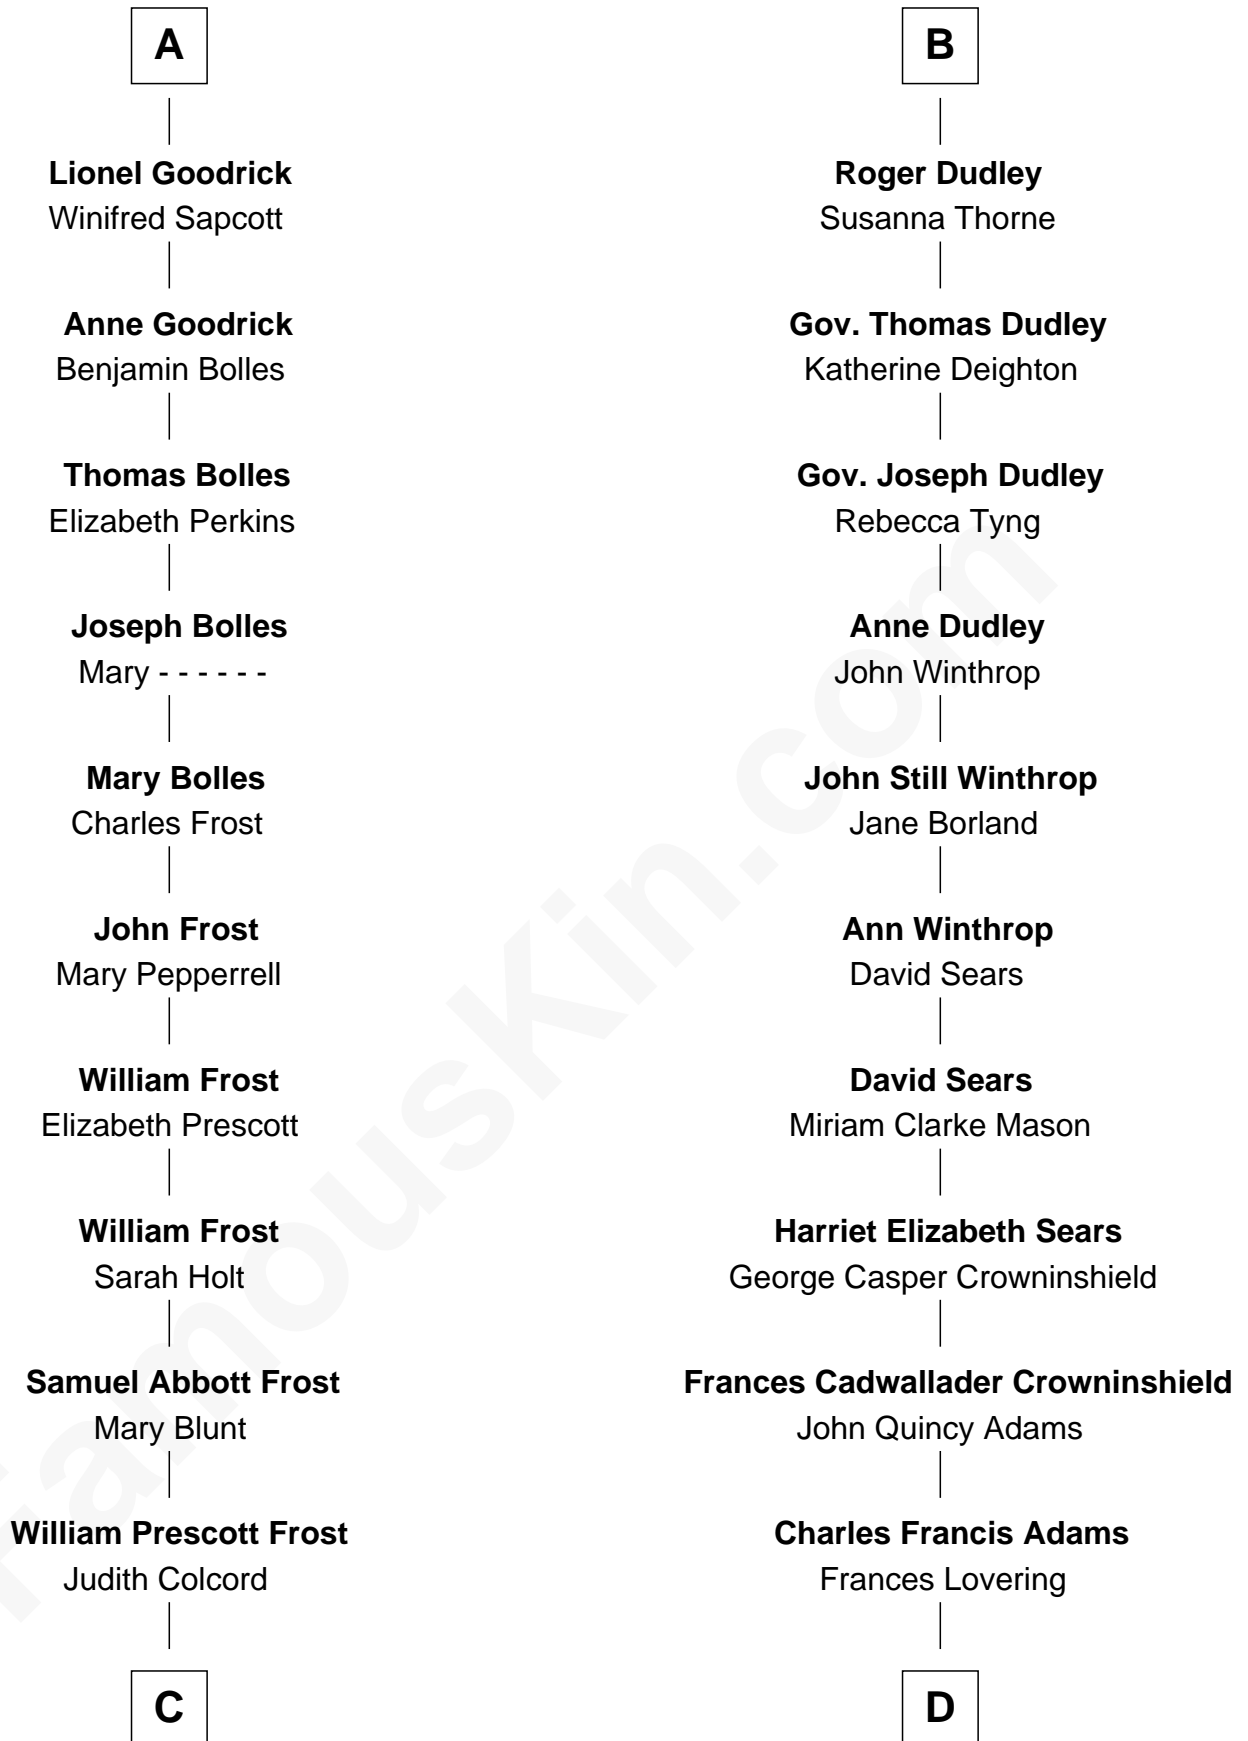 A
Lionel Goodrick
Winifred Sapcott
Anne Goodrick
Benjamin Bolles
Thomas Bolles
Elizabeth Perkins
Joseph Bolles
Mary - - - - - -
Mary Bolles
Charles Frost
John Frost
Mary Pepperrell
William Frost
Elizabeth Prescott
William Frost
Sarah Holt
Samuel Abbott Frost
Mary Blunt
William Prescott Frost
Judith Colcord
C
B
Roger Dudley
Susanna Thorne
Gov. Thomas Dudley
Katherine Deighton
Gov. Joseph Dudley
Rebecca Tyng
Anne Dudley
John Winthrop
John Still Winthrop
Jane Borland
Ann Winthrop
David Sears
David Sears
Miriam Clarke Mason
Harriet Elizabeth Sears
George Casper Crowninshield
Frances Cadwallader Crowninshield
John Quincy Adams
Charles Francis Adams
Frances Lovering
D
FamousKin.com